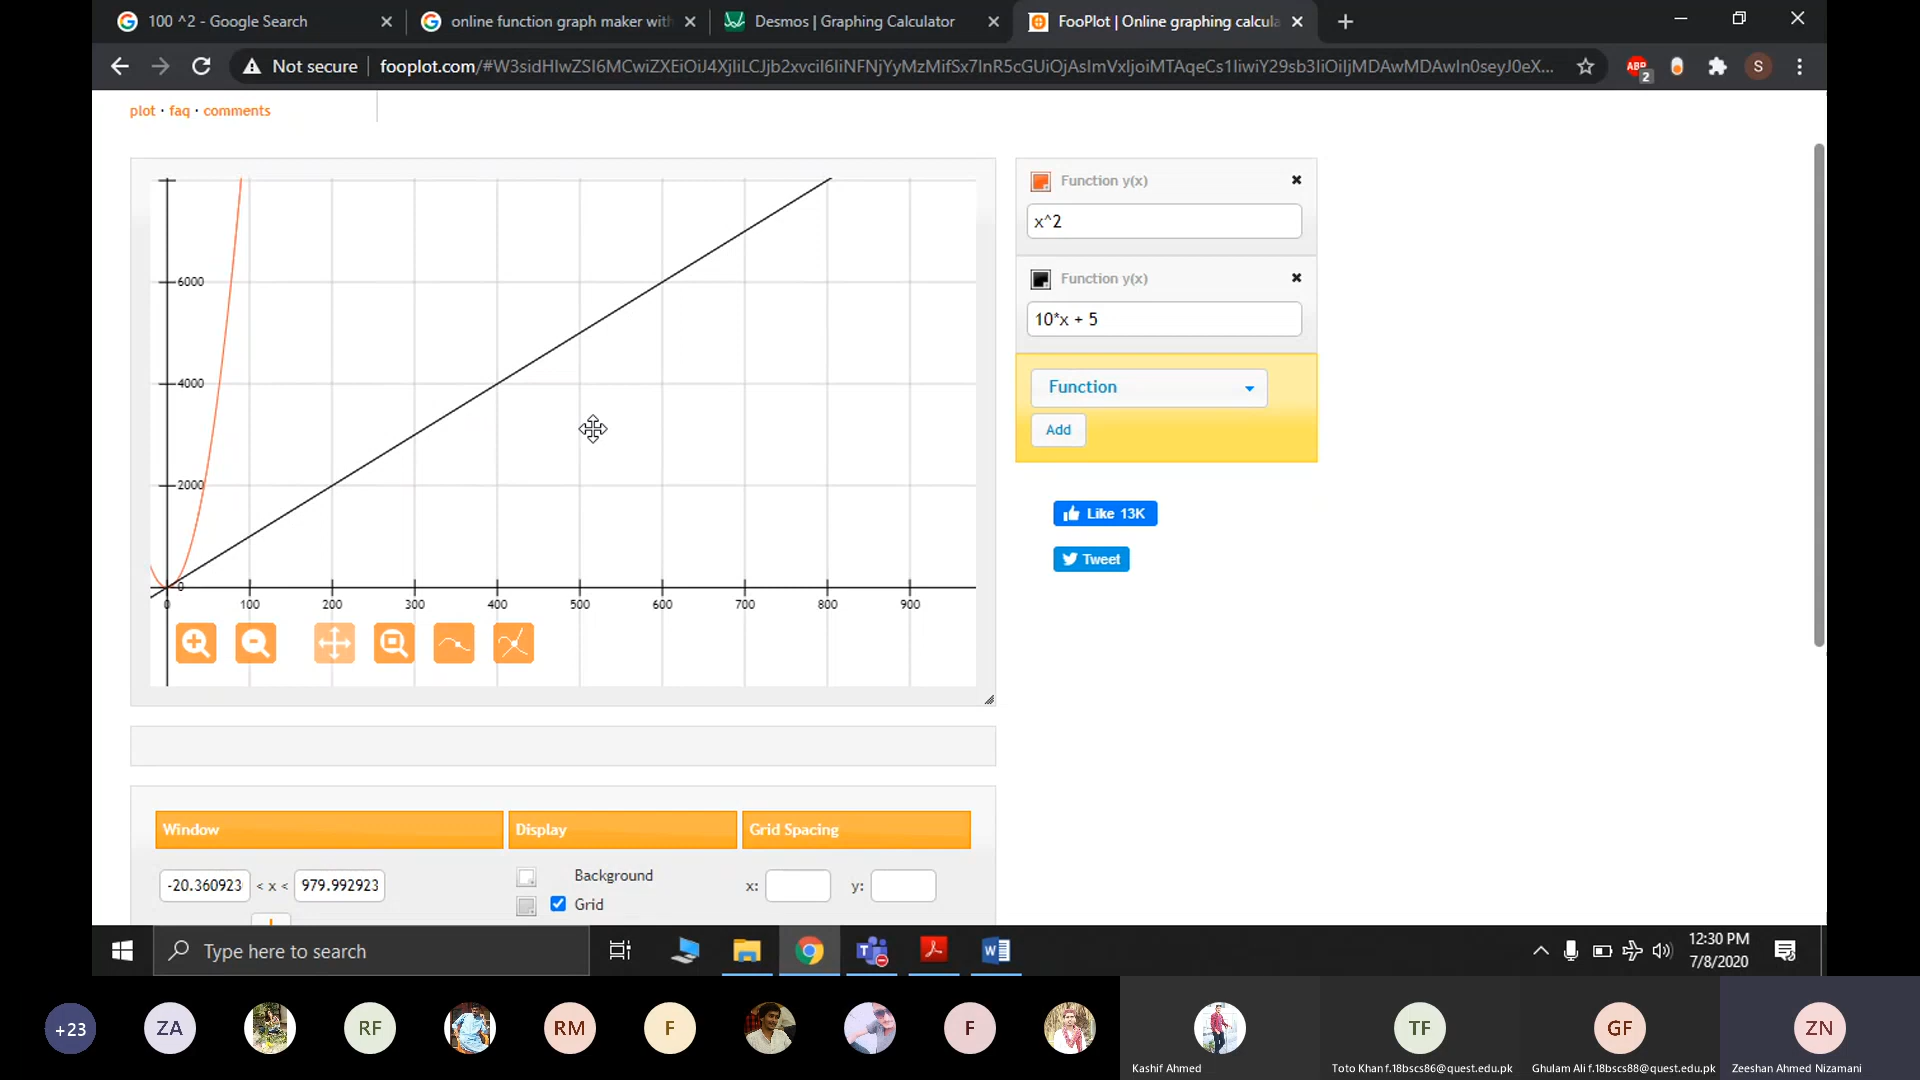 100 ^2 - Google Search
online function graph maker with
Desmos | Graphing Calculator
FooPlot | Online graphing calcula
Not secure
fooplot.com/#W3sidHlwZSI6MCwiZXEiOiJ4XjIiLCJjb2xvciI6IiNFNjYyMzMifSx7InR5cGUiOjAsImVxIjoiMTAqeCs1IiwiY29sb3IiOiIjMDAwMDAwIn0seyJ0eX...
ABP
2
S
plot · faq · comments
6000
4000
2000
0
0 100 200 300 400 500 600 700 800 900
Function y(x)
x^2
Function y(x)
10*x + 5
Function
Add
Like 13K
Tweet
Window
Display
Grid Spacing
-20.360923 < x < 979.992923
Background
Grid
x:
y:
Type here to search
12:30 PM
7/8/2020
+23
ZA
RF
RM
F
F
TF
GF
ZN
Kashif Ahmed
Toto Khan f.18bscs86@quest.edu.pk
Ghulam Ali f.18bscs88@quest.edu.pk
Zeeshan Ahmed Nizamani